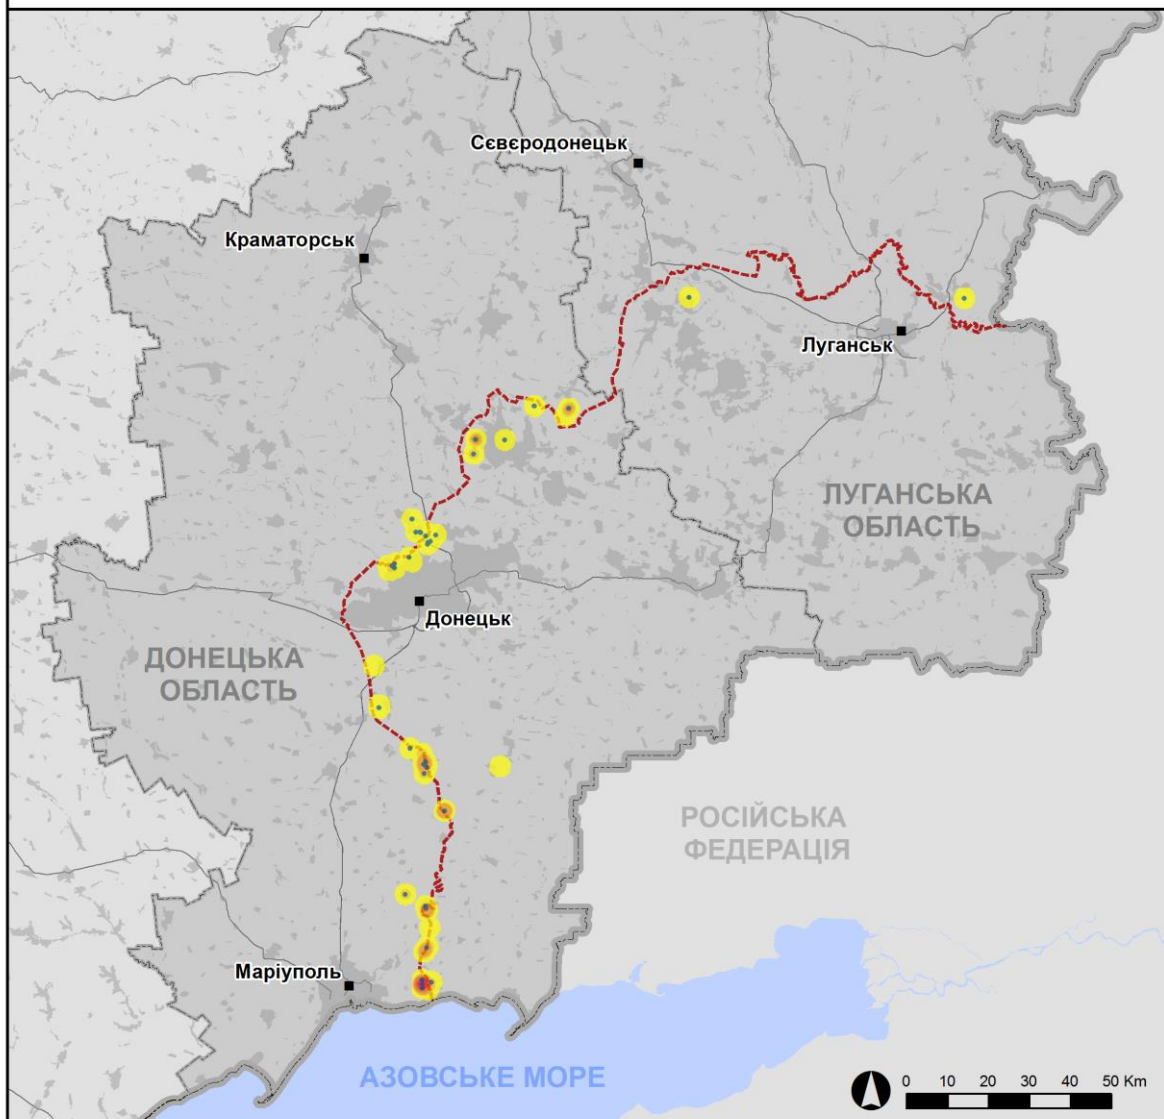 Сєвєродонецьк
Краматорськ
Луганськ
ЛУГАНСЬКА
ОБЛАСТЬ
Донецьк
ДОНЕЦЬКА
ОБЛАСТЬ
РОСІЙСЬКА
ФЕДЕРАЦІЯ
Маріуполь
АЗОВСЬКЕ МОРЕ
0 10 20 30 40 50 Km